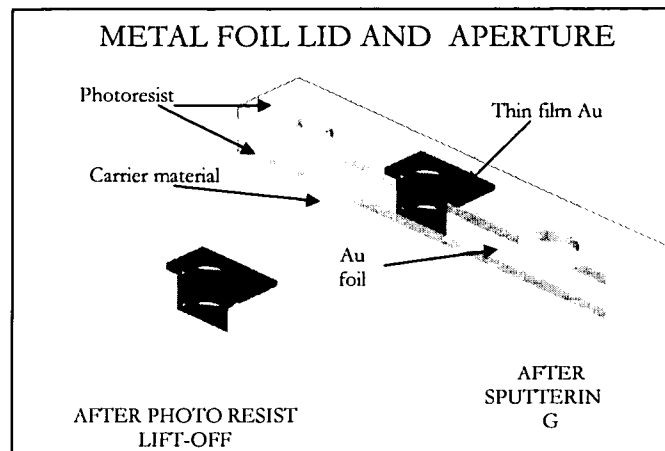 METAL FOIL LID AND APERTURE
Photoresist
Thin film Au
Carrier material
Au
foil
AFTER
SPUTTERIN
G
AFTER PHOTO RESIST
LIFT-OFF